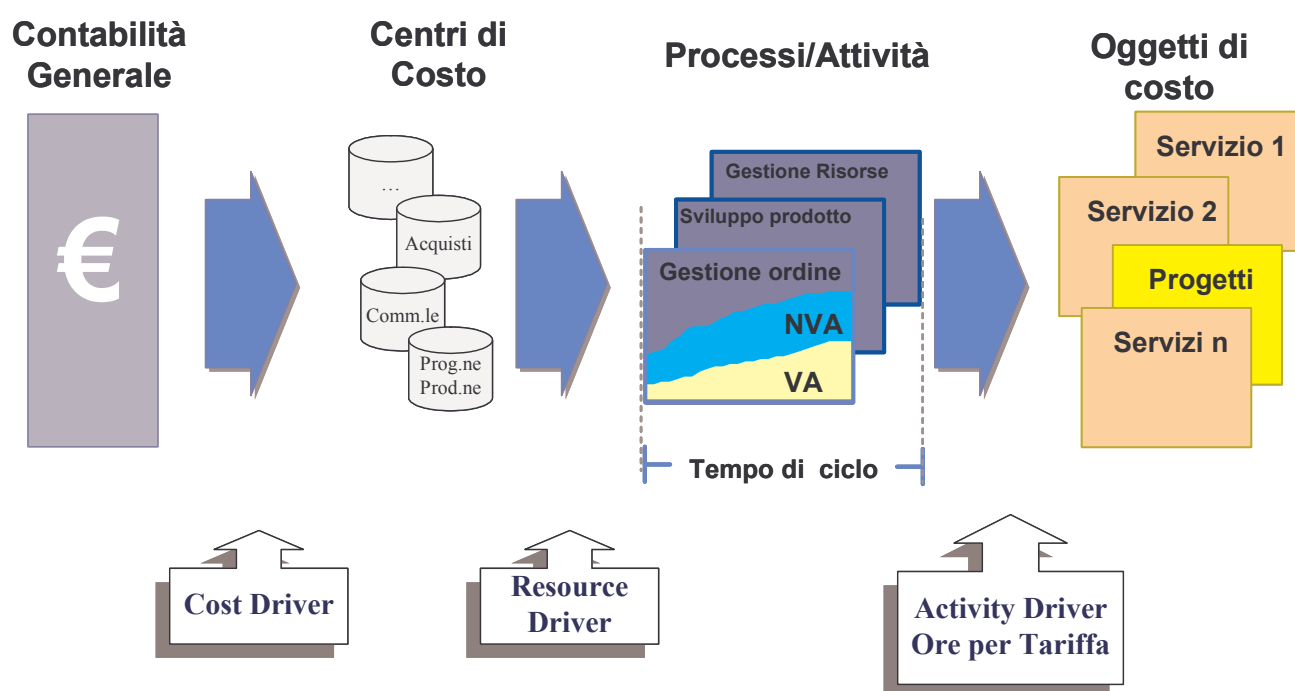 Contabilità
Generale
Centri di
Costo
Processi/Attività
Oggetti di
costo
€
…
Acquisti
Comm.le
Prog.ne
Prod.ne
Gestione Risorse
Sviluppo prodotto
Gestione ordine
NVA
VA
Tempo di ciclo
Servizio 1
Servizio 2
Progetti
Servizi n
Cost Driver
Resource
Driver
Activity Driver
Ore per Tariffa